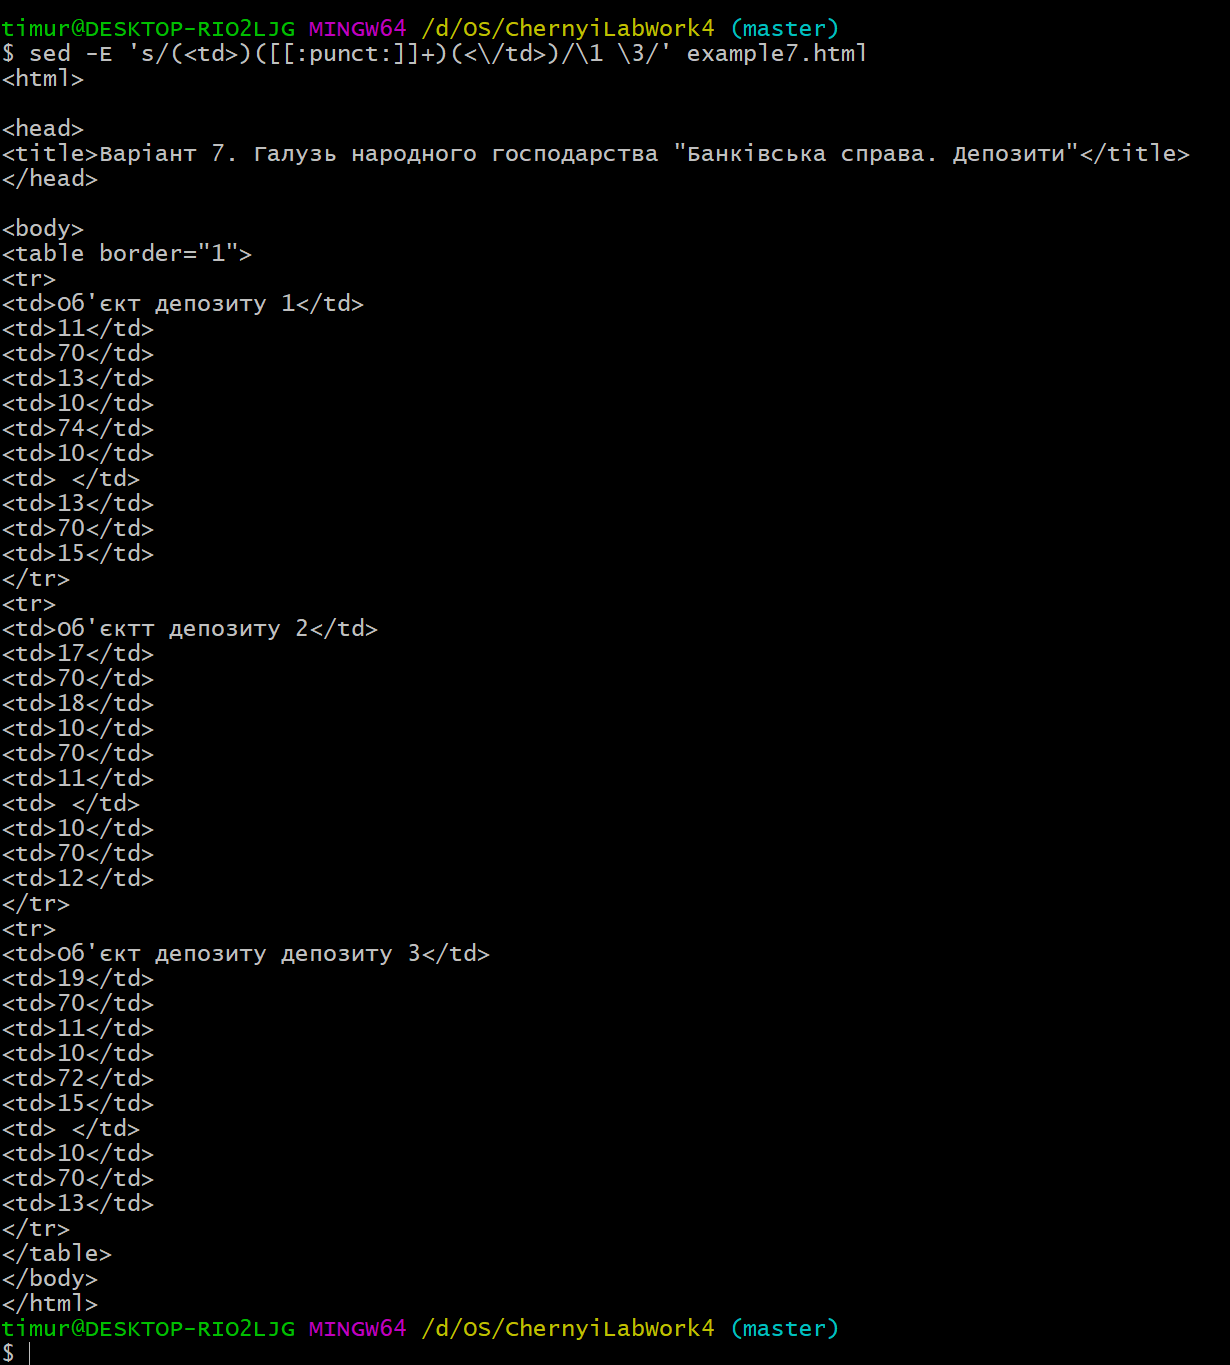 timur@DESKTOP-RIO2LJG MINGW64 /d/OS/ChernyiLabWork4 (master)
$ sed -E 's/(<td>)([[:punct:]]+)(<\/td>)/\1 \3/' example7.html
<html>

<head>
<title>Варіант 7. Галузь народного господарства "Банківська справа. Депозити"</title>
</head>

<body>
<table border="1">
<tr>
<td>Об'єкт депозиту 1</td>
<td>11</td>
<td>70</td>
<td>13</td>
<td>10</td>
<td>74</td>
<td>10</td>
<td> </td>
<td>13</td>
<td>70</td>
<td>15</td>
</tr>
<tr>
<td>Об'єктт депозиту 2</td>
<td>17</td>
<td>70</td>
<td>18</td>
<td>10</td>
<td>70</td>
<td>11</td>
<td> </td>
<td>10</td>
<td>70</td>
<td>12</td>
</tr>
<tr>
<td>Об'єкт депозиту депозиту 3</td>
<td>19</td>
<td>70</td>
<td>11</td>
<td>10</td>
<td>72</td>
<td>15</td>
<td> </td>
<td>10</td>
<td>70</td>
<td>13</td>
</tr>
</table>
</body>
</html>
timur@DESKTOP-RIO2LJG MINGW64 /d/OS/ChernyiLabWork4 (master)
$